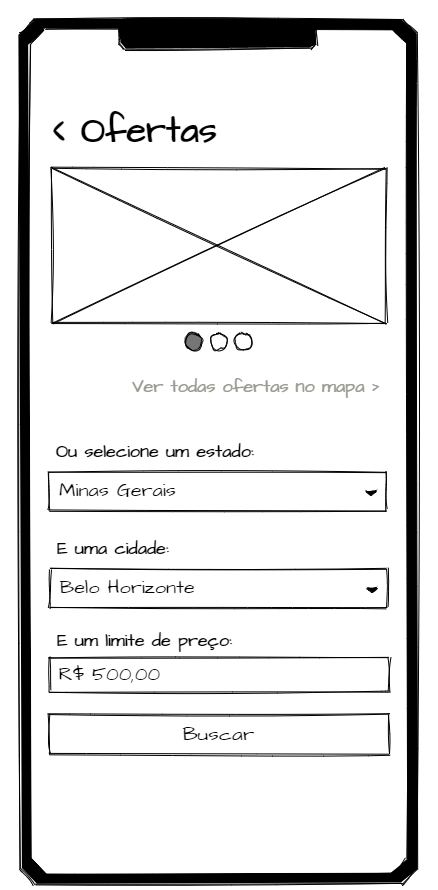 < Ofertas
Ver todas ofertas no mapa >
Ou selecione um estado:
Minas Gerais
E uma cidade:
Belo Horizonte
E um limite de preço:
R$ 500,00
Buscar